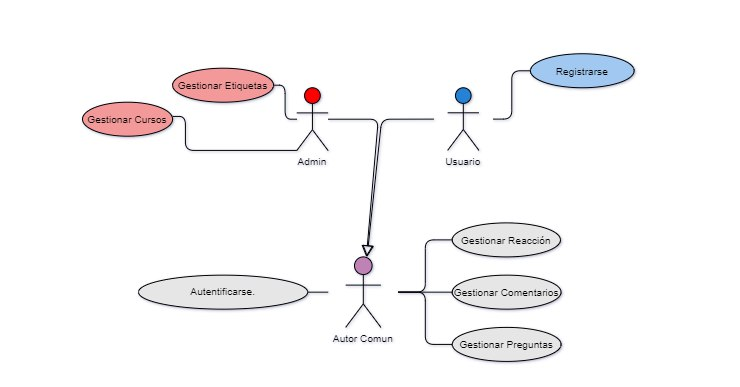 Registrarse
Gestionar Etiquetas
Gestionar Cursos
Admin
Usuario
Gestionar Reacción
Autentificarse.
Gestionar Comentarios
Autor Comun
Gestionar Preguntas